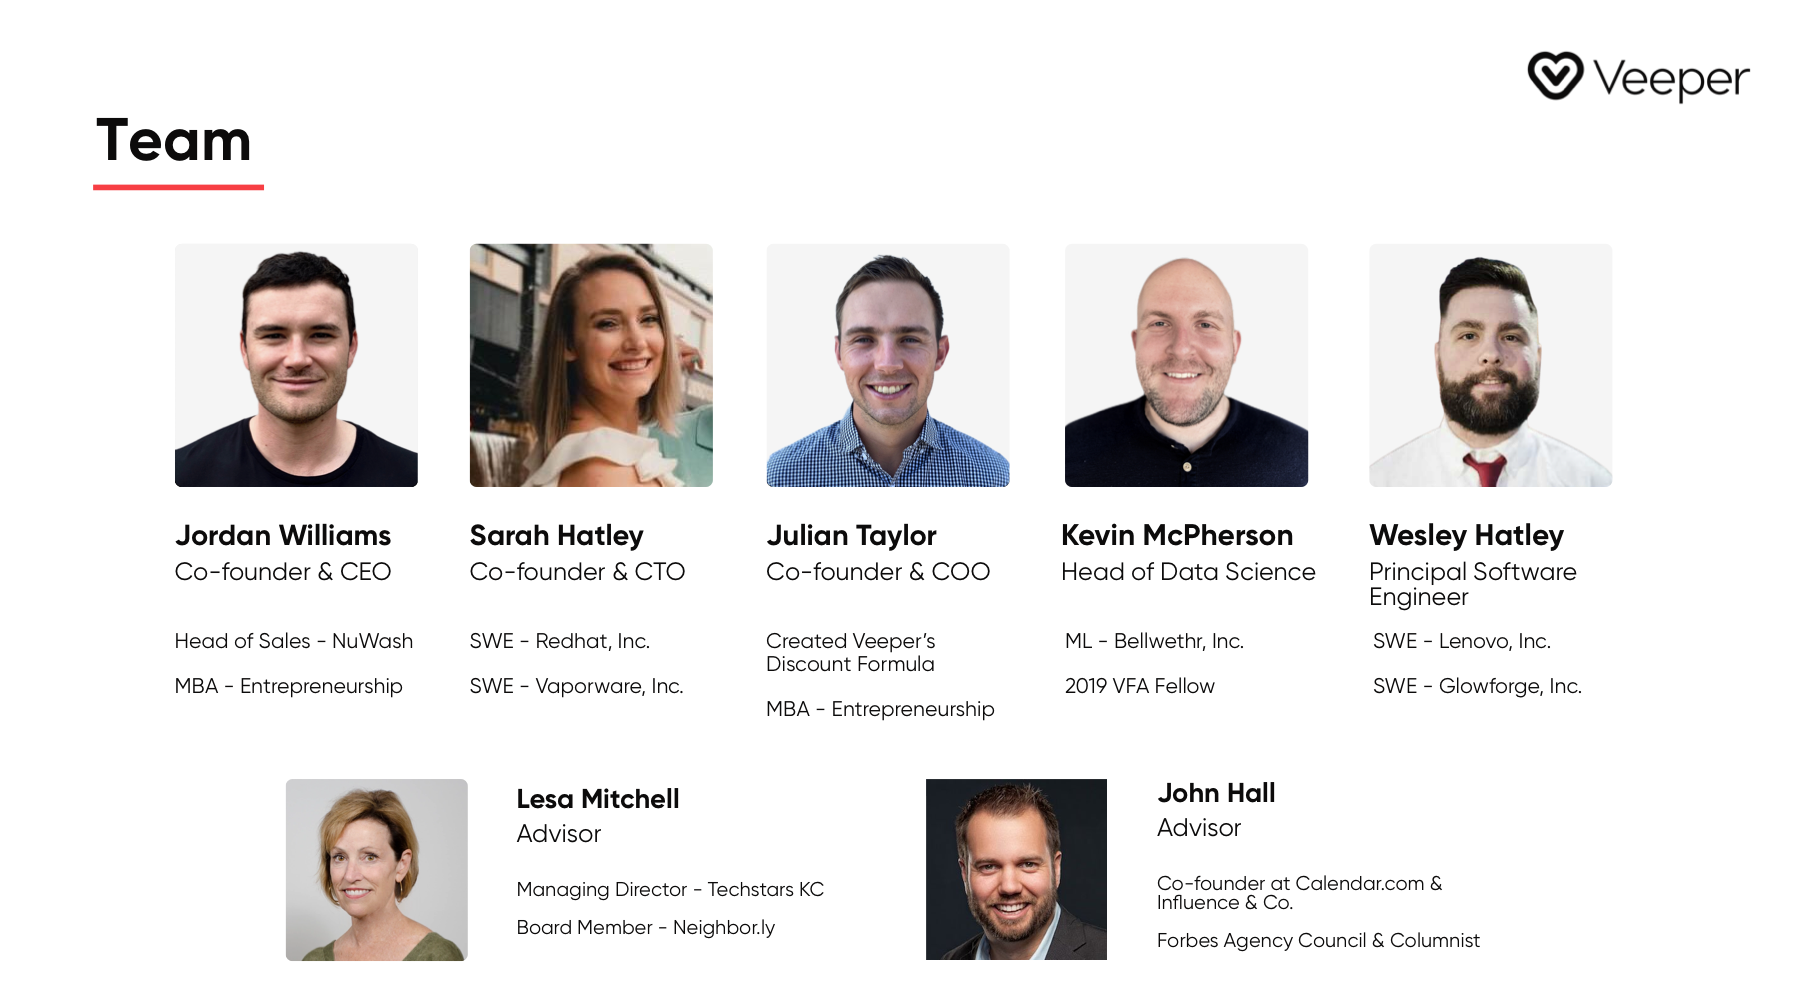 Veeper
Team
Jordan Williams
Co-founder & CEO
Head of Sales - NuWash
MBA - Entrepreneurship
Sarah Hatley
Co-founder & CTO
SWE - Redhat, Inc.
SWE - Vaporware, Inc.
Julian Taylor
Co-founder & COO
Created Veeper’s
Discount Formula
MBA - Entrepreneurship
Kevin McPherson
Head of Data Science
ML - Bellwethr, Inc.
2019 VFA Fellow
Wesley Hatley
Principal Software
Engineer
SWE - Lenovo, Inc.
SWE - Glowforge, Inc.
Lesa Mitchell
Advisor
Managing Director - Techstars KC
Board Member - Neighbor.ly
John Hall
Advisor
Co-founder at Calendar.com &
Influence & Co.
Forbes Agency Council & Columnist